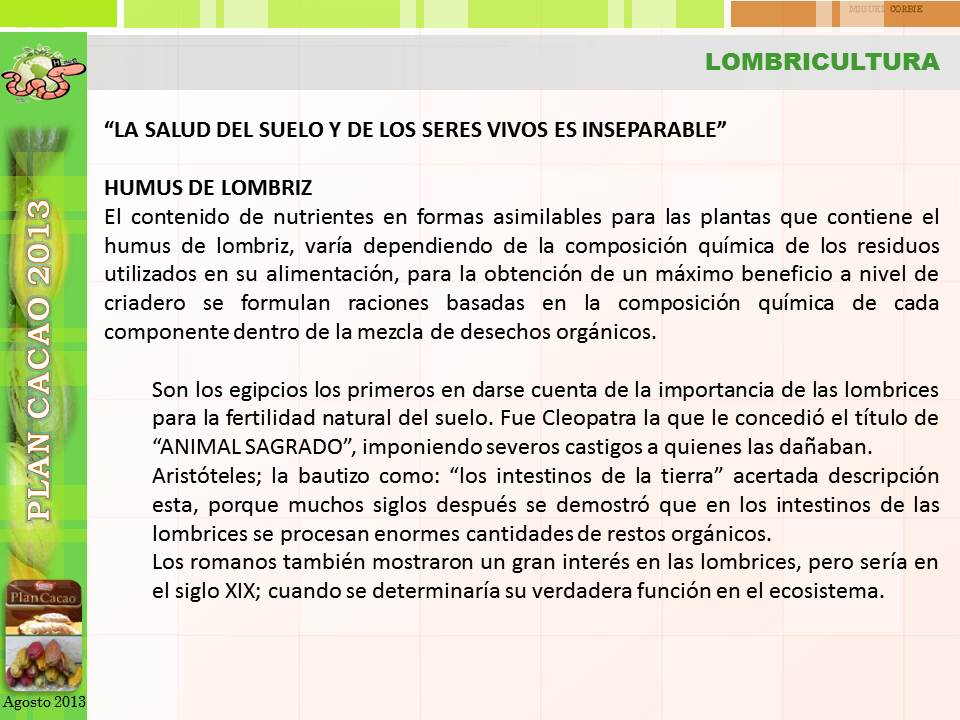 MIGUEL CORBIE
LOMBRICULTURA
“LA SALUD DEL SUELO Y DE LOS SERES VIVOS ES INSEPARABLE”
HUMUS DE LOMBRIZ
El contenido de nutrientes en formas asimilables para las plantas que contiene el
humus de lombriz, varía dependiendo de la composición química de los residuos
utilizados en su alimentación, para la obtención de un máximo beneficio a nivel de
criadero se formulan raciones basadas en la composición química de cada
componente dentro de la mezcla de desechos orgánicos.
Son los egipcios los primeros en darse cuenta de la importancia de las lombrices
para la fertilidad natural del suelo. Fue Cleopatra la que le concedió el título de
“ANIMAL SAGRADO”, imponiendo severos castigos a quienes las dañaban.
Aristóteles; la bautizo como: “los intestinos de la tierra” acertada descripción
esta, porque muchos siglos después se demostró que en los intestinos de las
lombrices se procesan enormes cantidades de restos orgánicos.
Los romanos también mostraron un gran interés en las lombrices, pero sería en
el siglo XIX; cuando se determinaría su verdadera función en el ecosistema.
PLAN CACAO 2013
PlanCacao
Agosto 2013